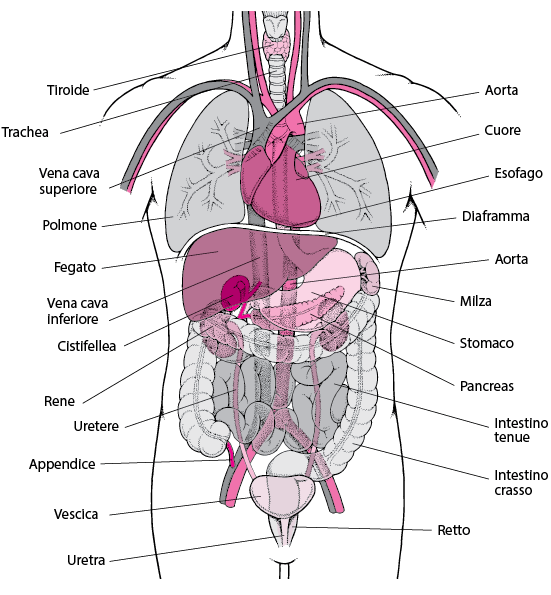 Tiroide
Trachea
Vena cava
superiore
Polmone
Fegato
Vena cava
inferiore
Cistifellea
Rene
Uretere
Appendice
Vescica
Uretra
Aorta
Cuore
Esofago
Diaframma
Aorta
Milza
Stomaco
Pancreas
Intestino
tenue
Intestino
crasso
Retto